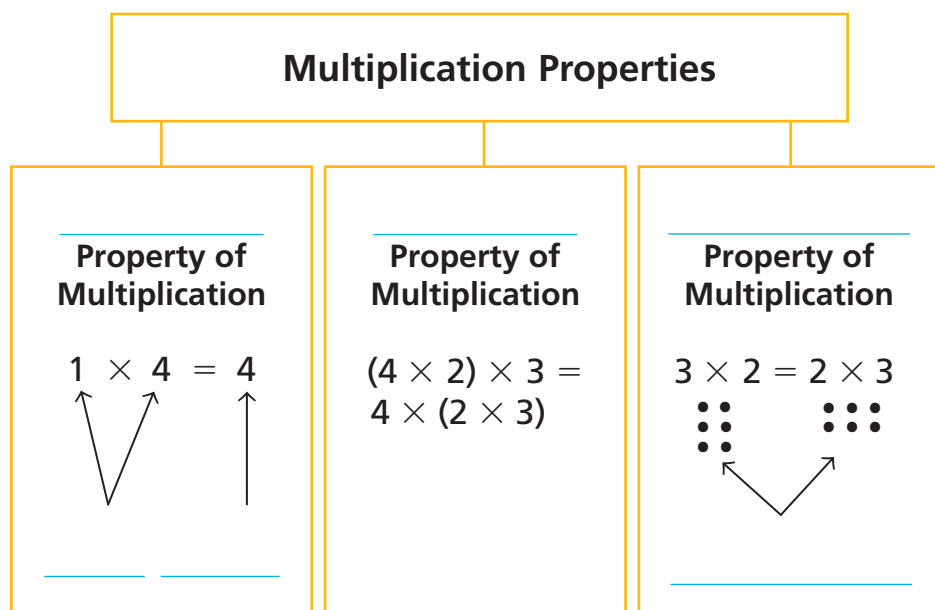 Multiplication Properties
Property of
Multiplication
1 × 4 = 4
Property of
Multiplication
(4 × 2) × 3 =
4 × (2 × 3)
Property of
Multiplication
3 × 2 = 2 × 3